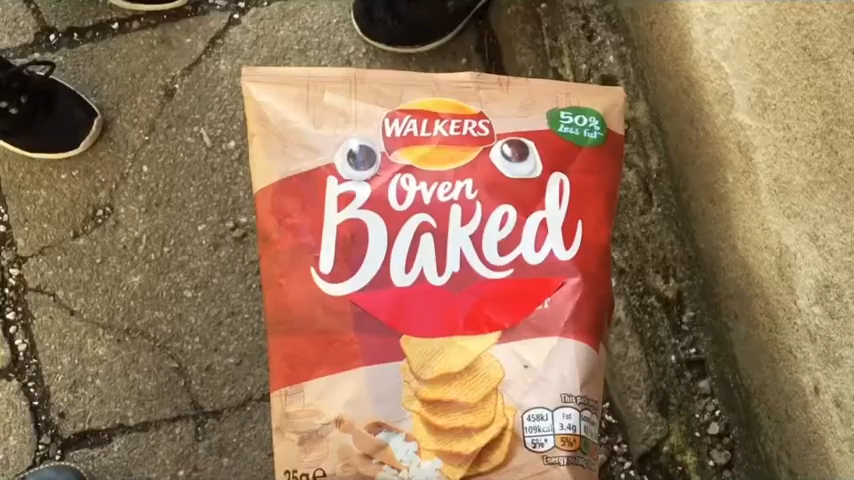 WALKERS
50%
Less Fat
Oven
Baked
This pack
458kJ
109kcal
5%*
Fat
3.4g
5%*
Energy
25g e